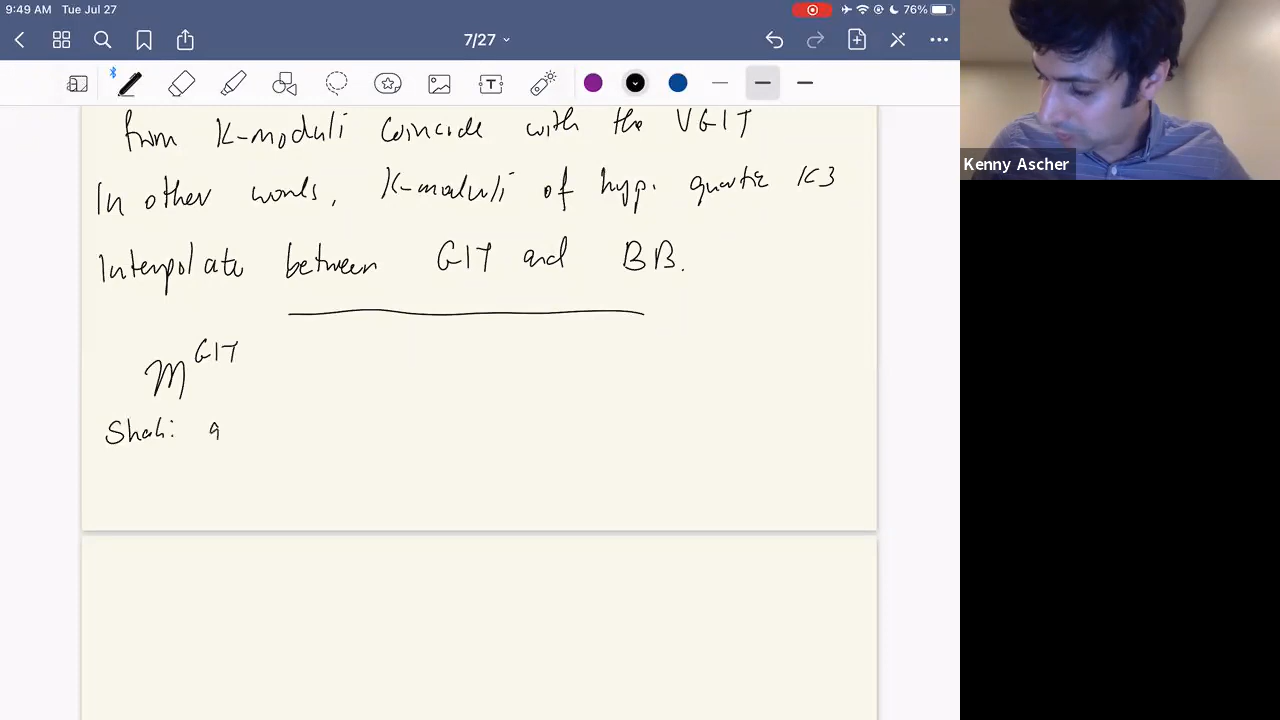 9:49 AM Tue Jul 27
76%
7/27
from K-moduli coincide with the VGIT
In other words, K-moduli of hyp. quartic K3
Interpolate between GIT and BB.
M^GIT
Shah: a
Kenny Ascher